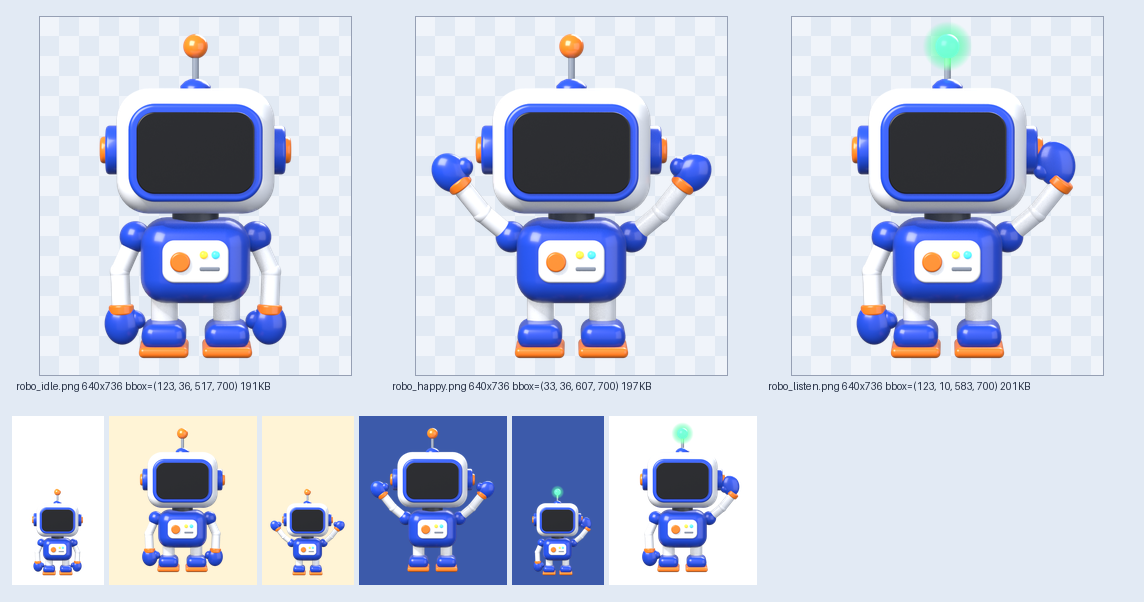 robo_idle.png 640x736 bbox=(123, 36, 517, 700) 191KB
robo_happy.png 640x736 bbox=(33, 36, 607, 700) 197KB
robo_listen.png 640x736 bbox=(123, 10, 583, 700) 201KB